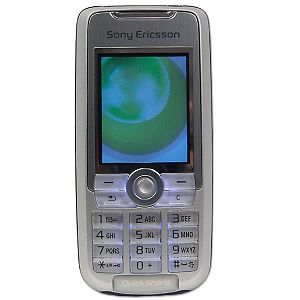 Sony Ericsson
C
1 2 ABC 3 DEF
4 GHI 5 JKL 6 MNO
7 PQRS 8 TUV 9 WXYZ
* a/A 0 + #
QuickShare